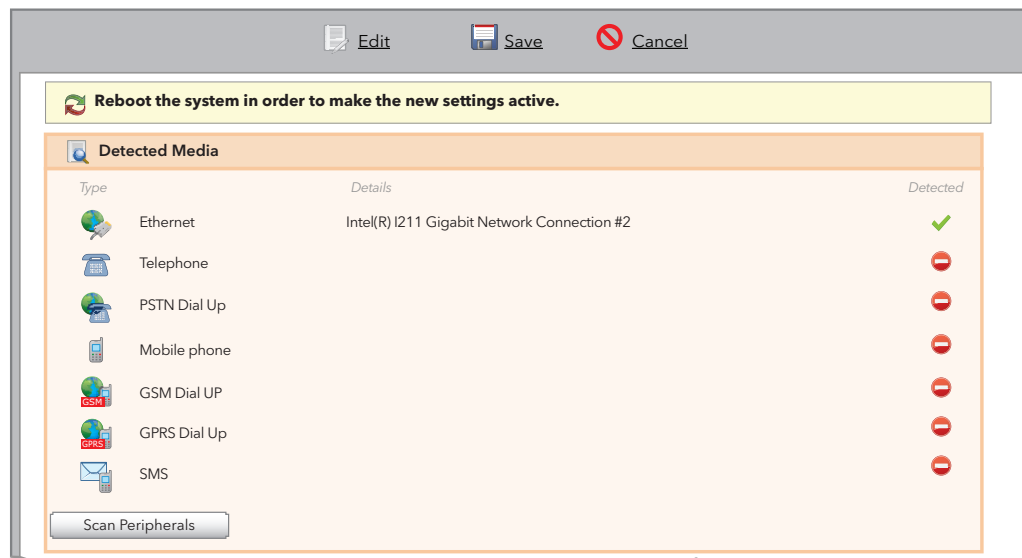 Edit Save Cancel
Reboot the system in order to make the new settings active.
Detected Media
Type Details Detected
Ethernet Intel(R) I211 Gigabit Network Connection #2
Telephone
PSTN Dial Up
Mobile phone
GSM GSM Dial UP
GPRS GPRS Dial Up
SMS
Scan Peripherals